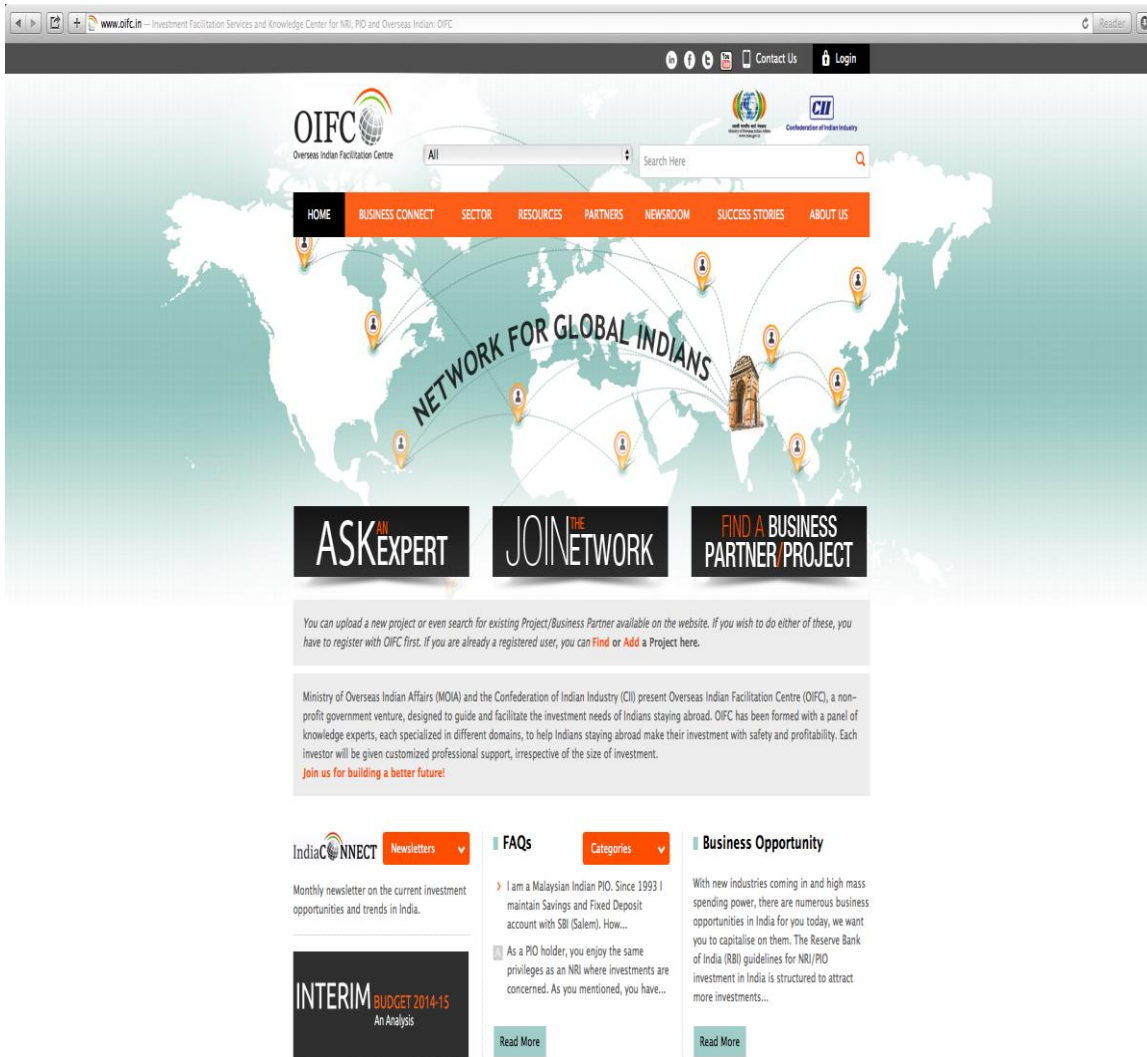 www.oifc.in — Investment Facilitation Services and Knowledge Center for NRI, PIO and Overseas Indian: OIFC
Reader
in f t You Tube Contact Us Login
OIFC
Overseas Indian Facilitation Centre
CII
Confederation of Indian Industry
All
Search Here
HOME BUSINESS CONNECT SECTOR RESOURCES PARTNERS NEWSROOM SUCCESS STORIES ABOUT US
NETWORK FOR GLOBAL INDIANS
ASK AN EXPERT
JOIN THE NETWORK
FIND A BUSINESS
PARTNER/PROJECT
You can upload a new project or even search for existing Project/Business Partner available on the website. If you wish to do either of these, you
have to register with OIFC first. If you are already a registered user, you can Find or Add a Project here.
Ministry of Overseas Indian Affairs (MOIA) and the Confederation of Indian Industry (CII) present Overseas Indian Facilitation Centre (OIFC), a non-
profit government venture, designed to guide and facilitate the investment needs of Indians staying abroad. OIFC has been formed with a panel of
knowledge experts, each specialized in different domains, to help Indians staying abroad make their investment with safety and profitability. Each
investor will be given customized professional support, irrespective of the size of investment.
Join us for building a better future!
IndiaCONNECT Newsletters
Monthly newsletter on the current investment
opportunities and trends in India.
INTERIM BUDGET 2014-15
An Analysis
FAQs Categories
I am a Malaysian Indian PIO. Since 1993 I
maintain Savings and Fixed Deposit
account with SBI (Salem). How...
A As a PIO holder, you enjoy the same
privileges as an NRI where investments are
concerned. As you mentioned, you have...
Read More
Business Opportunity
With new industries coming in and high mass
spending power, there are numerous business
opportunities in India for you today, we want
you to capitalise on them. The Reserve Bank
of India (RBI) guidelines for NRI/PIO
investment in India is structured to attract
more investments...
Read More